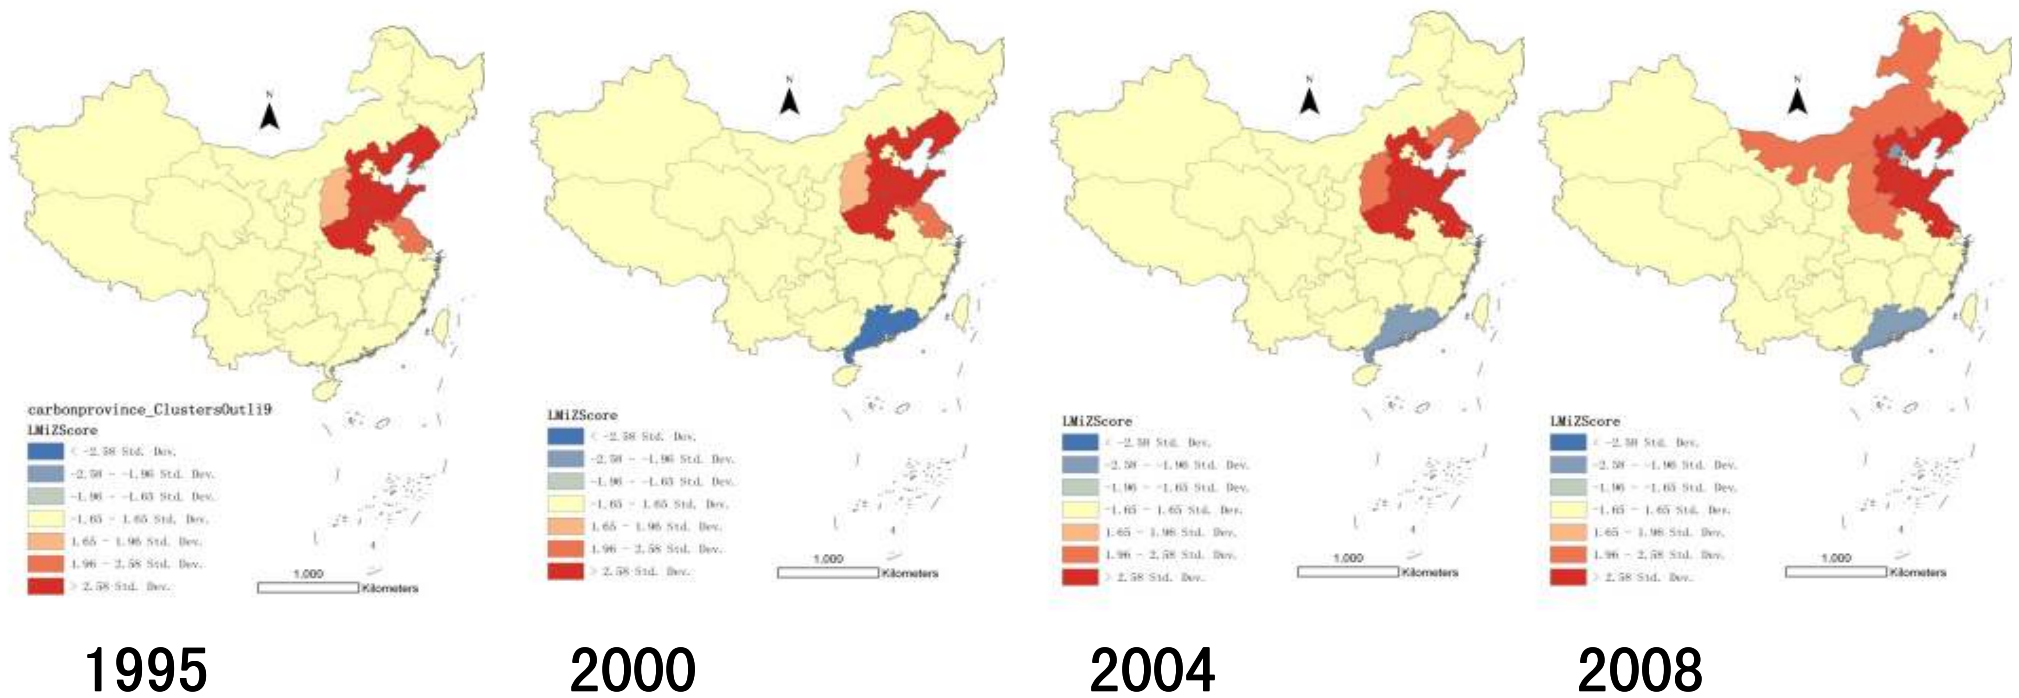 N
carbonprovince_ClustersOutli9
LMiZScore
< -2.58 Std. Dev.
-2.58 - -1.96 Std. Dev.
-1.96 - -1.65 Std. Dev.
-1.65 - 1.65 Std. Dev.
1.65 - 1.96 Std. Dev.
1.96 - 2.58 Std. Dev.
> 2.58 Std. Dev.
1,000
Kilometers
1995
N
LMiZScore
< -2.58 Std. Dev.
-2.58 - -1.96 Std. Dev.
-1.96 - -1.65 Std. Dev.
-1.65 - 1.65 Std. Dev.
1.65 - 1.96 Std. Dev.
1.96 - 2.58 Std. Dev.
> 2.58 Std. Dev.
1,000
Kilometers
2000
N
LMiZScore
< -2.58 Std. Dev.
-2.58 - -1.96 Std. Dev.
-1.96 - -1.65 Std. Dev.
-1.65 - 1.65 Std. Dev.
1.65 - 1.96 Std. Dev.
1.96 - 2.58 Std. Dev.
> 2.58 Std. Dev.
1,000
Kilometers
2004
N
LMiZScore
< -2.58 Std. Dev.
-2.58 - -1.96 Std. Dev.
-1.96 - -1.65 Std. Dev.
-1.65 - 1.65 Std. Dev.
1.65 - 1.96 Std. Dev.
1.96 - 2.58 Std. Dev.
> 2.58 Std. Dev.
1,000
Kilometers
2008